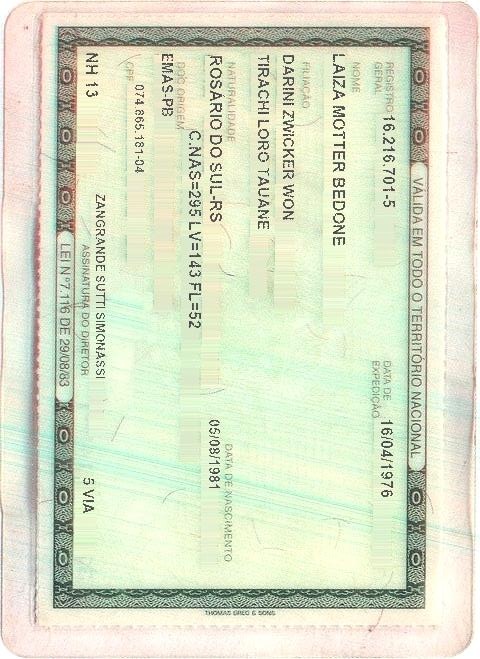 VÁLIDA EM TODO O TERRITÓRIO NACIONAL
REGISTRO GERAL 16.216.701-5 DATA DE EXPEDIÇÃO 16/04/1976
NOME
LAIZA MOTTER BEDONE
FILIAÇÃO
DARINI ZWICKER WON
TIRACHI LORO TAUANE
NATURALIDADE DATA DE NASCIMENTO
ROSÁRIO DO SUL-RS 05/08/1981
DOC ORIGEM C.NAS=295 LV=143 FL=52
EMAS-PB
CPF 074.865.181-04
ZANGRANDE SUTTI SIMONASSI
NH 13 ASSINATURA DO DIRETOR 5 VIA
LEI Nº 7.116 DE 29/08/83
THOMAS GREG & SONS